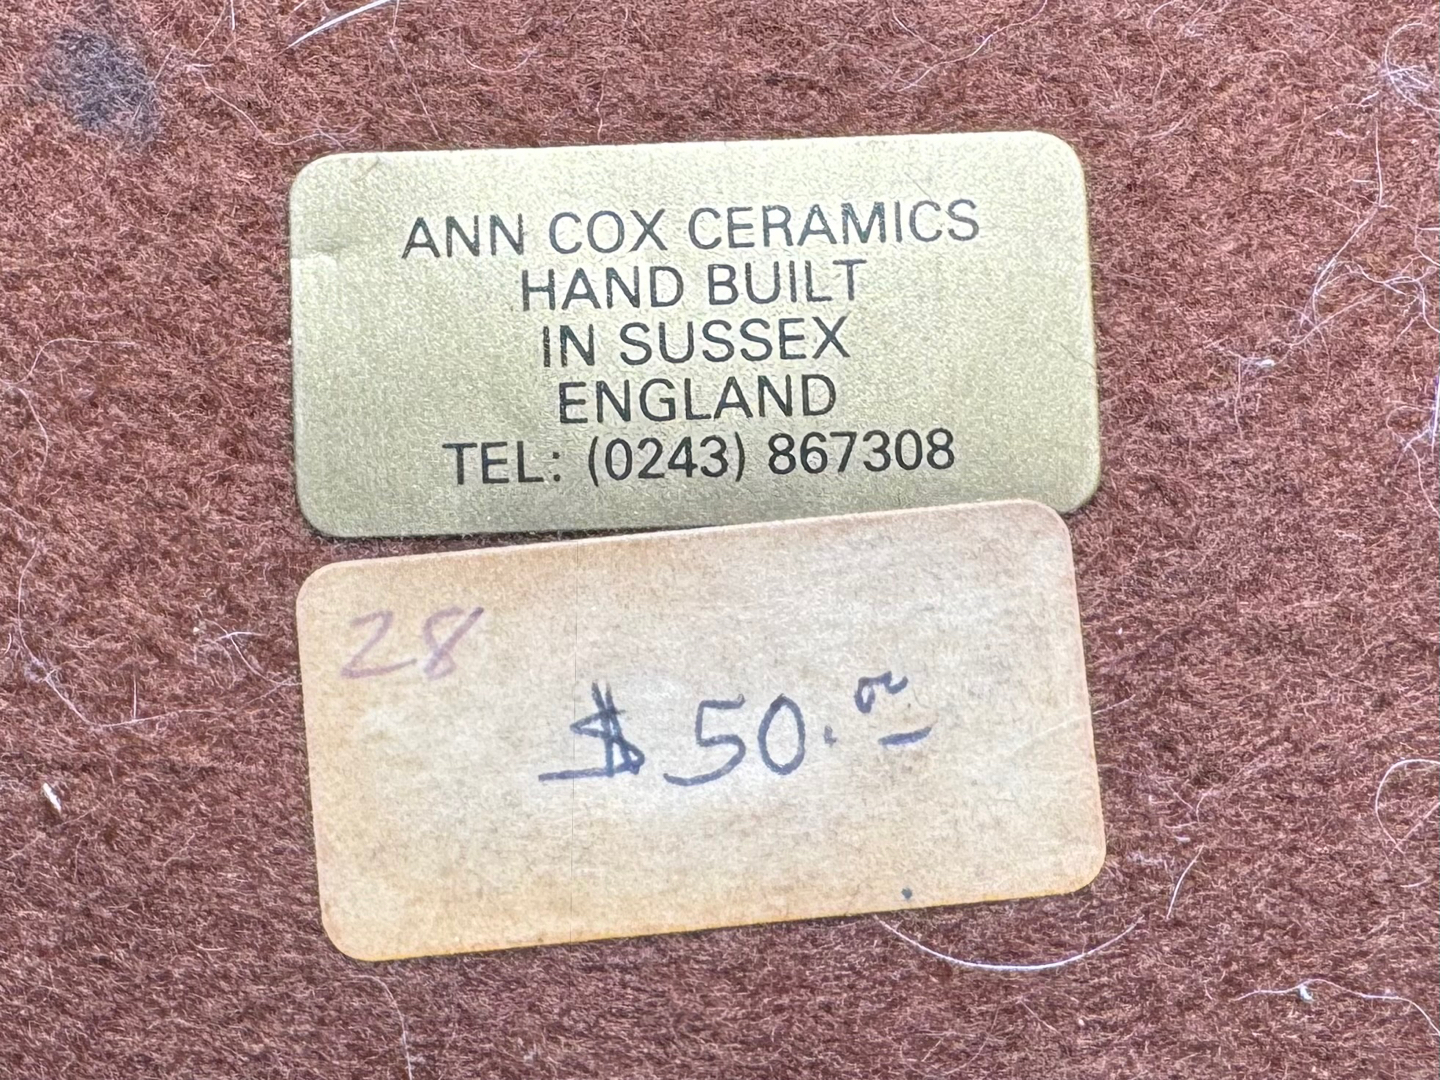 ANN COX CERAMICS
HAND BUILT
IN SUSSEX
ENGLAND
TEL: (0243) 867308
28
$50.00